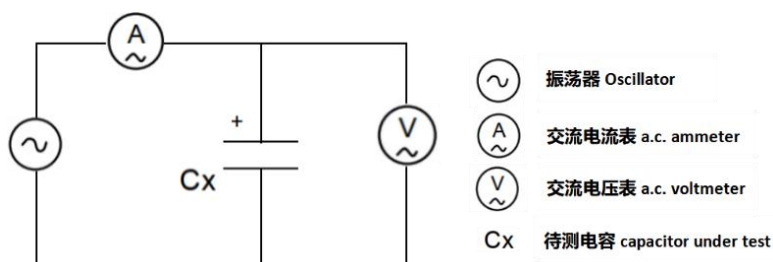 A
+
V
Cx
振荡器 Oscillator
A
交流电流表 a.c. ammeter
V
交流电压表 a.c. voltmeter
Cx
待测电容 capacitor under test